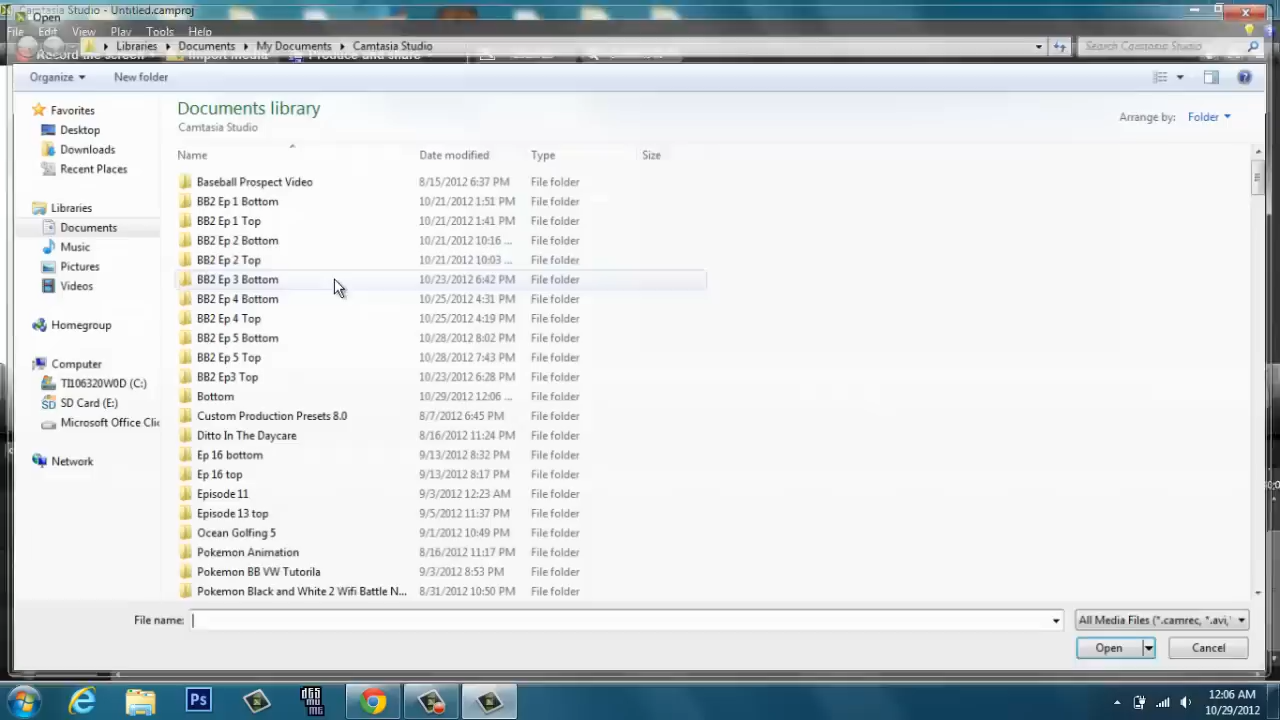 Camtasia Studio - Untitled.camproj
Open
File Edit View Play Tools Help
Libraries Documents My Documents Camtasia Studio
Search Camtasia Studio
Record the screen Import media Produce and share
Organize New folder
Favorites
Desktop
Downloads
Recent Places
Libraries
Documents
Music
Pictures
Videos
Homegroup
Computer
TI106320W0D (C:)
SD Card (E:)
Microsoft Office Clic
Network
Documents library
Camtasia Studio
Arrange by: Folder
Name Date modified Type Size
Baseball Prospect Video 8/15/2012 6:37 PM File folder
BB2 Ep 1 Bottom 10/21/2012 1:51 PM File folder
BB2 Ep 1 Top 10/21/2012 1:41 PM File folder
BB2 Ep 2 Bottom 10/21/2012 10:16 ... File folder
BB2 Ep 2 Top 10/21/2012 10:03 ... File folder
BB2 Ep 3 Bottom 10/23/2012 6:42 PM File folder
BB2 Ep 4 Bottom 10/25/2012 4:31 PM File folder
BB2 Ep 4 Top 10/25/2012 4:19 PM File folder
BB2 Ep 5 Bottom 10/28/2012 8:02 PM File folder
BB2 Ep 5 Top 10/28/2012 7:43 PM File folder
BB2 Ep3 Top 10/23/2012 6:28 PM File folder
Bottom 10/29/2012 12:06 ... File folder
Custom Production Presets 8.0 8/7/2012 6:45 PM File folder
Ditto In The Daycare 8/16/2012 11:24 PM File folder
Ep 16 bottom 9/13/2012 8:32 PM File folder
Ep 16 top 9/13/2012 8:17 PM File folder
Episode 11 9/3/2012 12:23 AM File folder
Episode 13 top 9/5/2012 11:37 PM File folder
Ocean Golfing 5 9/1/2012 10:49 PM File folder
Pokemon Animation 8/16/2012 11:17 PM File folder
Pokemon BB VW Tutorila 9/3/2012 8:53 PM File folder
Pokemon Black and White 2 Wifi Battle N... 8/31/2012 10:50 PM File folder
File name:
All Media Files (*.camrec, *.avi,
Open Cancel
Ps
12:06 AM
10/29/2012